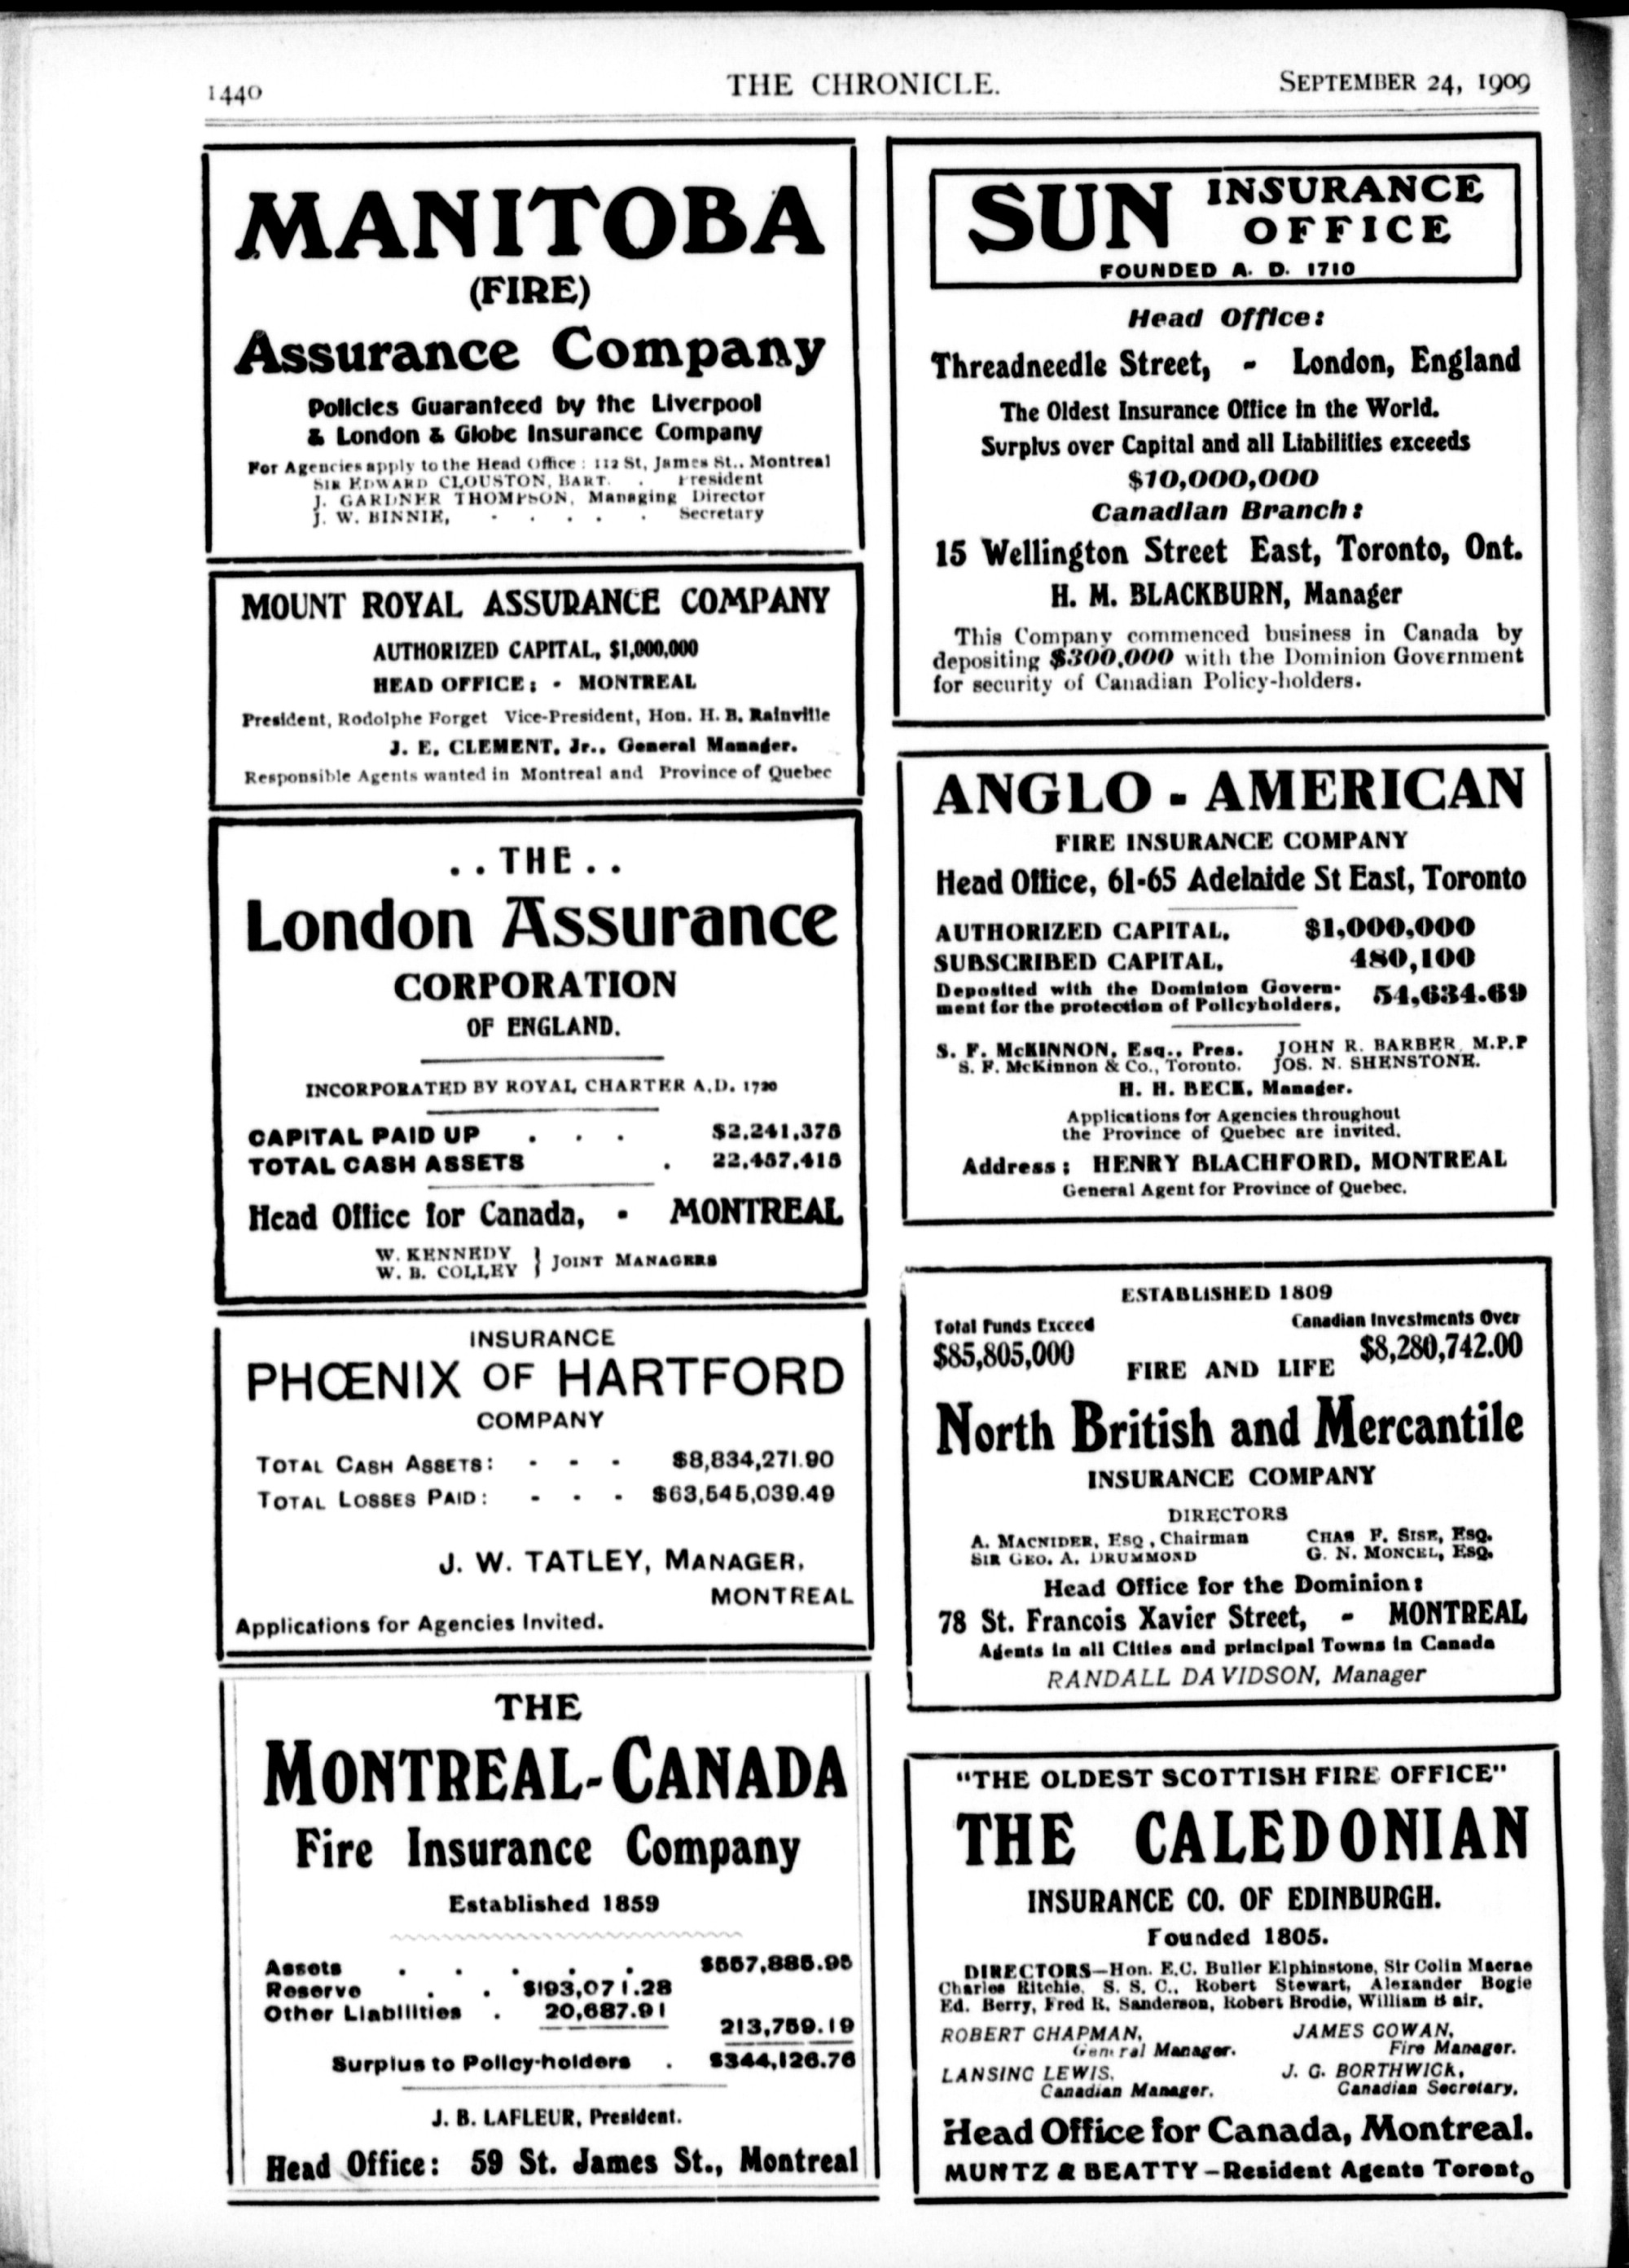 1440
THE CHRONICLE.
SEPTEMBER 24, 1909
MANITOBA
(FIRE)
Assurance Company
Policies Guaranteed by the Liverpool
& London & Globe Insurance Company
For Agencies apply to the Head Office : 112 St, James St.. Montreal
SIR EDWARD CLOUSTON, BART. . President
J. GARDNER THOMPSON, Managing Director
J. W. BINNIE, - . . . . Secretary
MOUNT ROYAL ASSURANCE COMPANY
AUTHORIZED CAPITAL, $1,000,000
HEAD OFFICE ; - MONTREAL
President, Rodolphe Forget Vice-President, Hon. H. B. Rainville
J. E. CLEMENT, Jr., General Manager.
Responsible Agents wanted in Montreal and Province of Quebec
. . THE . .
London Assurance
CORPORATION
OF ENGLAND.
INCORPORATED BY ROYAL CHARTER A.D. 1720
CAPITAL PAID UP . . . $2,241,375
TOTAL CASH ASSETS . 22,457,415
Head Office for Canada, - MONTREAL
W. KENNEDY
W. B. COLLEY } JOINT MANAGERS
INSURANCE
PHŒNIX OF HARTFORD
COMPANY
TOTAL CASH ASSETS: - - - $8,834,271.90
TOTAL LOSSES PAID: - - - $63,545,039.49
J. W. TATLEY, MANAGER,
MONTREAL
Applications for Agencies Invited.
THE
MONTREAL-CANADA
Fire Insurance Company
Established 1859
Assets . . . . . $557,885.95
Reserve . . $193,071.28
Other Liabilities . 20,687.91
213,759.19
Surplus to Policy-holders . $344,126.76
J. B. LAFLEUR, President.
Head Office: 59 St. James St., Montreal
SUN INSURANCE
OFFICE
FOUNDED A. D. 1710
Head Office:
Threadneedle Street, - London, England
The Oldest Insurance Office in the World.
Surplus over Capital and all Liabilities exceeds
$10,000,000
Canadian Branch:
15 Wellington Street East, Toronto, Ont.
H. M. BLACKBURN, Manager
This Company commenced business in Canada by
depositing $300,000 with the Dominion Government
for security of Canadian Policy-holders.
ANGLO - AMERICAN
FIRE INSURANCE COMPANY
Head Office, 61-65 Adelaide St East, Toronto
AUTHORIZED CAPITAL, $1,000,000
SUBSCRIBED CAPITAL, 480,100
Deposited with the Dominion Govern-
ment for the protection of Policyholders, 54,634.69
S. F. McKINNON, Esq., Pres. JOHN R. BARBER, M.P.P
S. F. McKinnon & Co., Toronto. JOS. N. SHENSTONE.
H. H. BECK, Manager.
Applications for Agencies throughout
the Province of Quebec are invited.
Address ; HENRY BLACHFORD, MONTREAL
General Agent for Province of Quebec.
ESTABLISHED 1809
Total Funds Exceed Canadian Investments Over
$85,805,000 FIRE AND LIFE $8,280,742.00
North British and Mercantile
INSURANCE COMPANY
DIRECTORS
A. MACNIDER, ESQ , Chairman CHAS F. SISE, ESQ.
SIR GEO. A. DRUMMOND G. N. MONCEL, ESQ.
Head Office for the Dominion :
78 St. Francois Xavier Street, - MONTREAL
Agents in all Cities and principal Towns in Canada
RANDALL DAVIDSON, Manager
"THE OLDEST SCOTTISH FIRE OFFICE"
THE CALEDONIAN
INSURANCE CO. OF EDINBURGH.
Founded 1805.
DIRECTORS—Hon. E.C. Buller Elphinstone, Sir Colin Macrae
Charles Ritchie, S. S. C., Robert Stewart, Alexander Bogie
Ed. Berry, Fred R. Sanderson, Robert Brodie, William Blair.
ROBERT CHAPMAN, JAMES COWAN,
General Manager. Fire Manager.
LANSING LEWIS, J. G. BORTHWICK,
Canadian Manager. Canadian Secretary,
Head Office for Canada, Montreal.
MUNTZ & BEATTY—Resident Agents Toronto